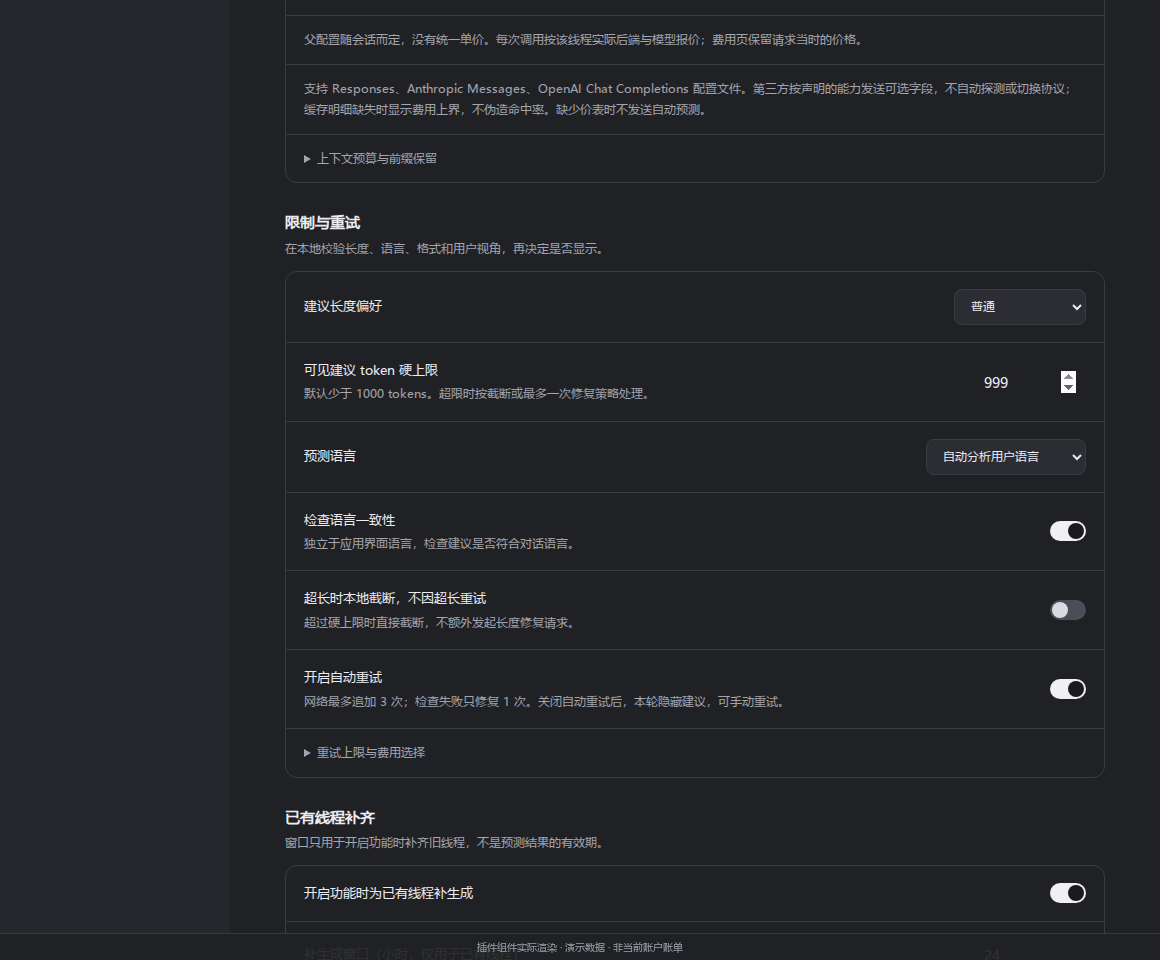 父配置随会话而定，没有统一单价。每次调用按该线程实际后端与模型报价；费用页保留请求当时的价格。
支持 Responses、Anthropic Messages、OpenAI Chat Completions 配置文件。第三方按声明的能力发送可选字段，不自动探测或切换协议；
缓存明细缺失时显示费用上界，不伪造命中率。缺少价表时不发送自动预测。
▶ 上下文预算与前缀保留
限制与重试
在本地校验长度、语言、格式和用户视角，再决定是否显示。
建议长度偏好
普通
可见建议 token 硬上限
默认少于 1000 tokens。超限时按截断或最多一次修复策略处理。
999
预测语言
自动分析用户语言
检查语言一致性
独立于应用界面语言，检查建议是否符合对话语言。
超长时本地截断，不因超长重试
超过硬上限时直接截断，不额外发起长度修复请求。
开启自动重试
网络最多追加 3 次；检查失败只修复 1 次。关闭自动重试后，本轮隐藏建议，可手动重试。
▶ 重试上限与费用选择
已有线程补齐
窗口只用于开启功能时补齐旧线程，不是预测结果的有效期。
开启功能时为已有线程补生成
补生成窗口（小时，仅用于已有线程）
24
插件组件实际渲染 · 演示数据 · 非当前账户账单